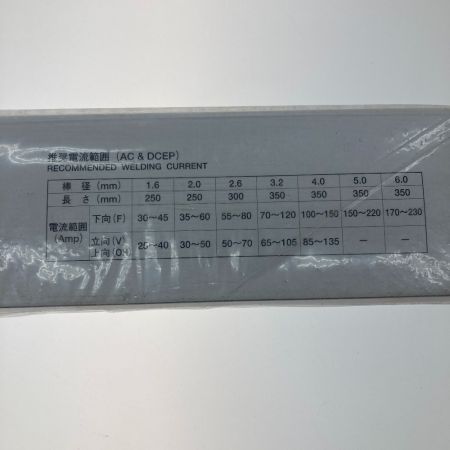 推奨電流範囲 (AC & DCEP)
RECOMMENDED WELDING CURRENT
棒 径 (mm) 1.6 2.0 2.6 3.2 4.0 5.0 6.0
長 さ (mm) 250 250 300 350 350 350 350
電流範囲 (Amp) 下向 (F) 30〜45 35〜60 55〜80 70〜120 100〜150 150〜220 170〜230
立向 (V) 上向 (OH) 25〜40 30〜50 50〜70 65〜105 85〜135 — —